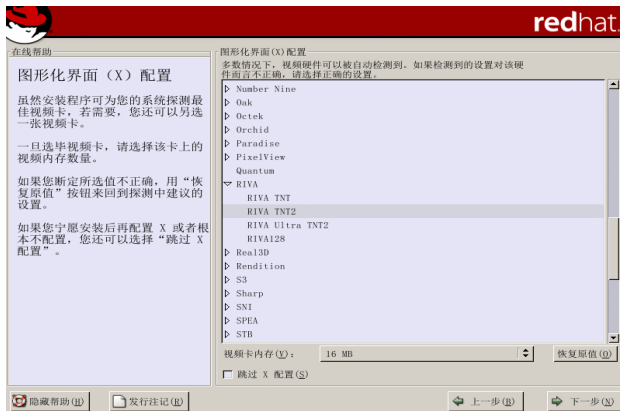 redhat.
在线帮助
图形化界面（X）配置
虽然安装程序可为您的系统探测最
佳视频卡，若需要，您还可以另选
一张视频卡。
一旦选毕视频卡，请选择该卡上的
视频内存数量。
如果您断定所选值不正确，用“恢
复原值”按钮来回到探测中建议的
设置。
如果您宁愿安装后再配置 X 或者根
本不配置，您还可以选择“跳过 X
配置”。
图形化界面(X)配置
多数情况下，视频硬件可以被自动检测到。如果检测到的设置对该硬
件而言不正确，请选择正确的设置。
Number Nine
Oak
Octek
Orchid
Paradise
PixelView
Quantum
RIVA
RIVA TNT
RIVA TNT2
RIVA Ultra TNT2
RIVA128
Real3D
Rendition
S3
Sharp
SNI
SPEA
STB
视频卡内存(V)： 16 MB 恢复原值(O)
跳过 X 配置(S)
隐藏帮助(H) 发行注记(R) 上一步(B) 下一步(N)